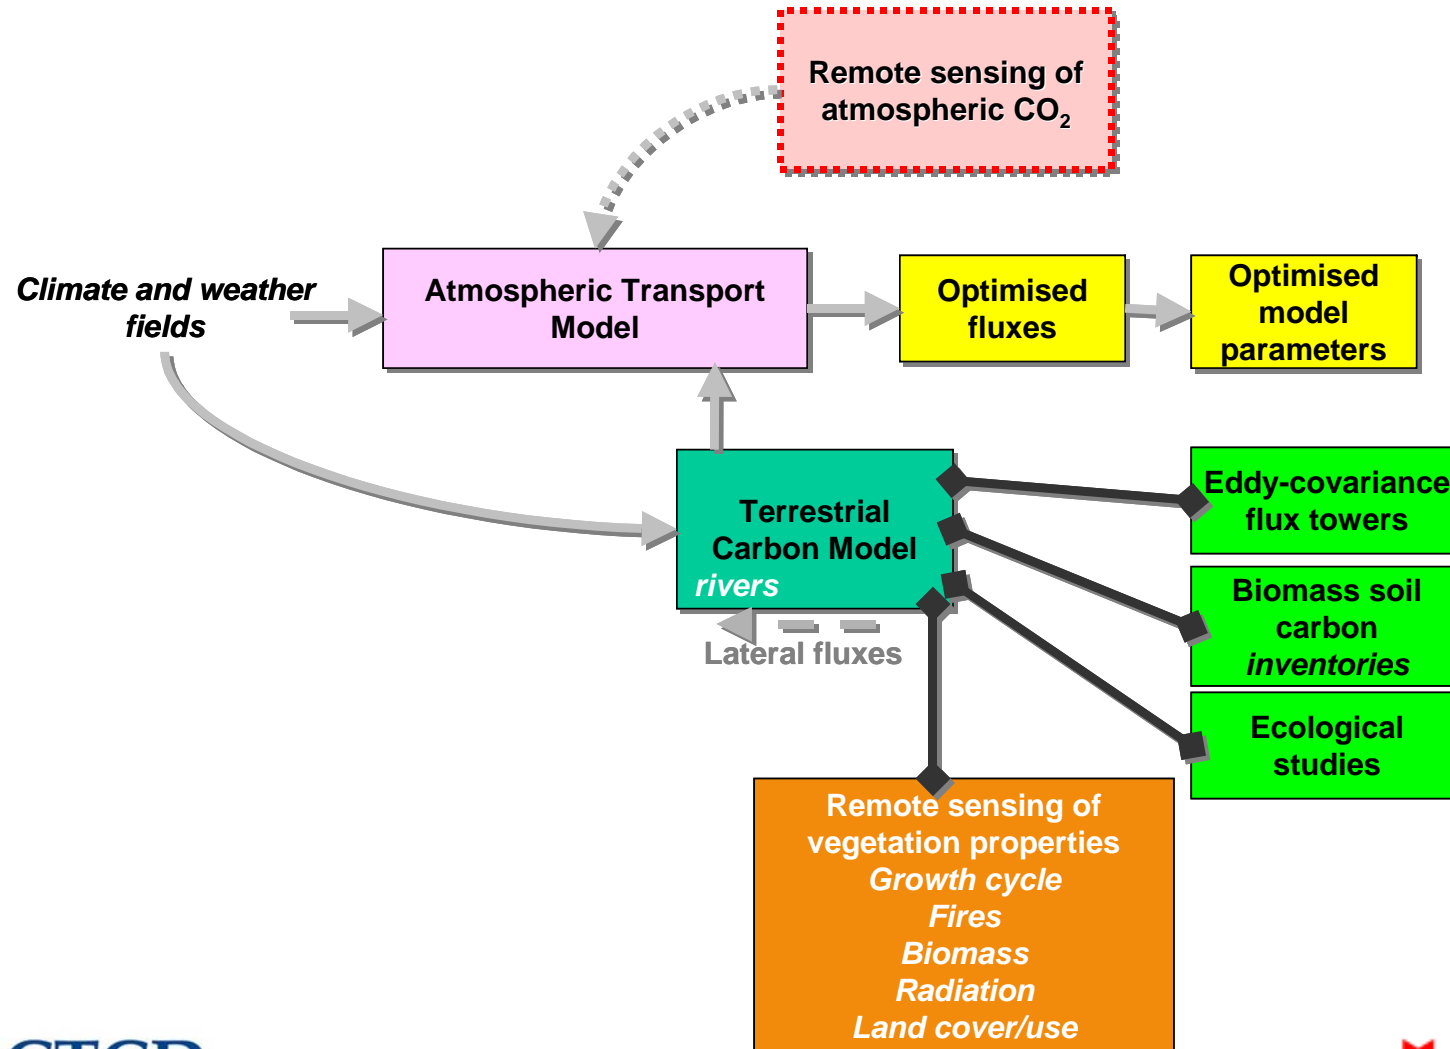 Remote sensing of
atmospheric CO₂
Climate and weather
fields
Atmospheric Transport
Model
Optimised
fluxes
Optimised
model
parameters
Terrestrial
Carbon Model
rivers
Lateral fluxes
Eddy-covariance
flux towers
Biomass soil
carbon
inventories
Ecological
studies
Remote sensing of
vegetation properties
Growth cycle
Fires
Biomass
Radiation
Land cover/use